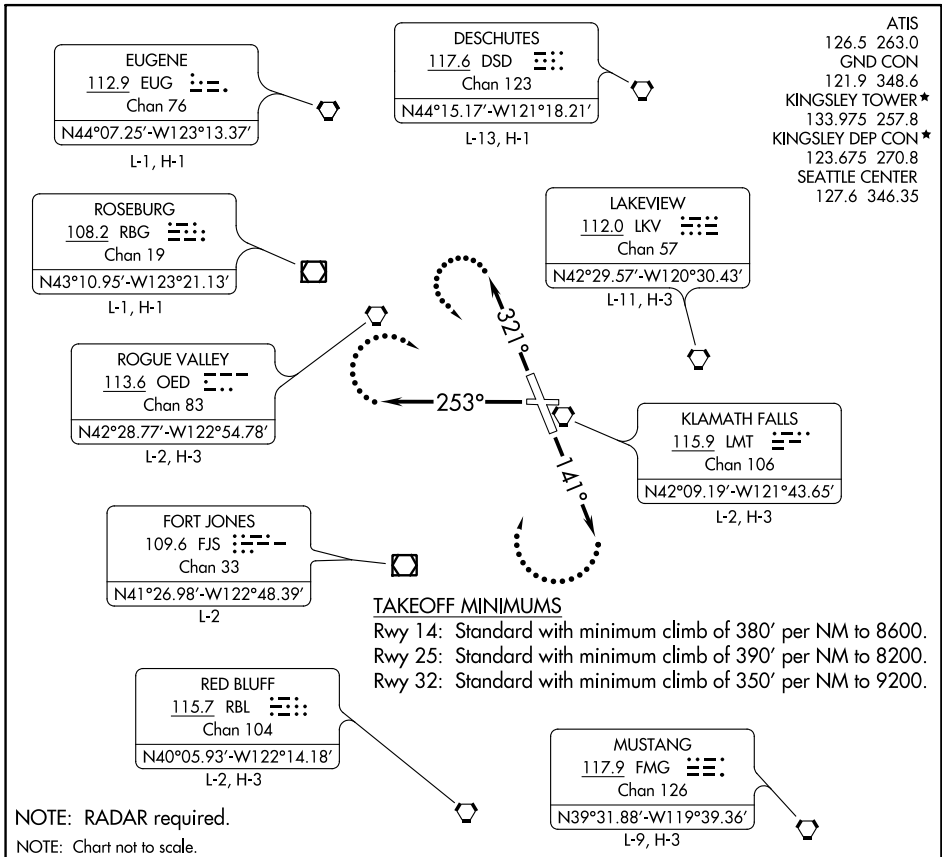 ATIS
126.5 263.0
GND CON
121.9 348.6
KINGSLEY TOWER★
133.975 257.8
KINGSLEY DEP CON★
123.675 270.8
SEATTLE CENTER
127.6 346.35
EUGENE
112.9 EUG
Chan 76
N44°07.25′-W123°13.37′
L-1, H-1
DESCHUTES
117.6 DSD
Chan 123
N44°15.17′-W121°18.21′
L-13, H-1
ROSEBURG
108.2 RBG
Chan 19
N43°10.95′-W123°21.13′
L-1, H-1
LAKEVIEW
112.0 LKV
Chan 57
N42°29.57′-W120°30.43′
L-11, H-3
ROGUE VALLEY
113.6 OED
Chan 83
N42°28.77′-W122°54.78′
L-2, H-3
321°
253°
141°
KLAMATH FALLS
115.9 LMT
Chan 106
N42°09.19′-W121°43.65′
L-2, H-3
FORT JONES
109.6 FJS
Chan 33
N41°26.98′-W122°48.39′
L-2
TAKEOFF MINIMUMS
Rwy 14: Standard with minimum climb of 380′ per NM to 8600.
Rwy 25: Standard with minimum climb of 390′ per NM to 8200.
Rwy 32: Standard with minimum climb of 350′ per NM to 9200.
RED BLUFF
115.7 RBL
Chan 104
N40°05.93′-W122°14.18′
L-2, H-3
MUSTANG
117.9 FMG
Chan 126
N39°31.88′-W119°39.36′
L-9, H-3
NOTE: RADAR required.
NOTE: Chart not to scale.